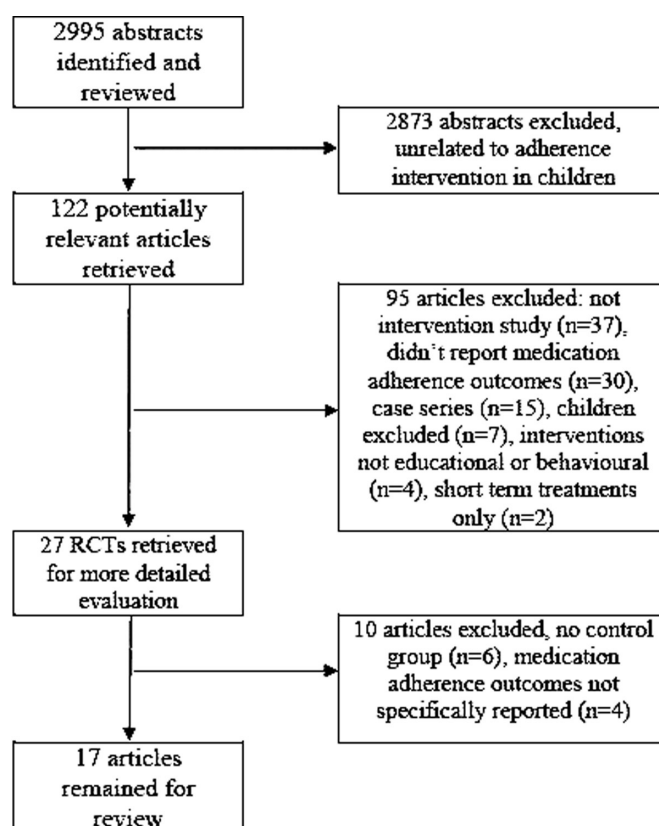 2995 abstracts
identified and
reviewed
2873 abstracts excluded,
unrelated to adherence
intervention in children
122 potentially
relevant articles
retrieved
95 articles excluded: not
intervention study (n=37),
didn't report medication
adherence outcomes (n=30),
case series (n=15), children
excluded (n=7), interventions
not educational or behavioural
(n=4), short term treatments
only (n=2)
27 RCTs retrieved
for more detailed
evaluation
10 articles excluded, no control
group (n=6), medication
adherence outcomes not
specifically reported (n=4)
17 articles
remained for
review